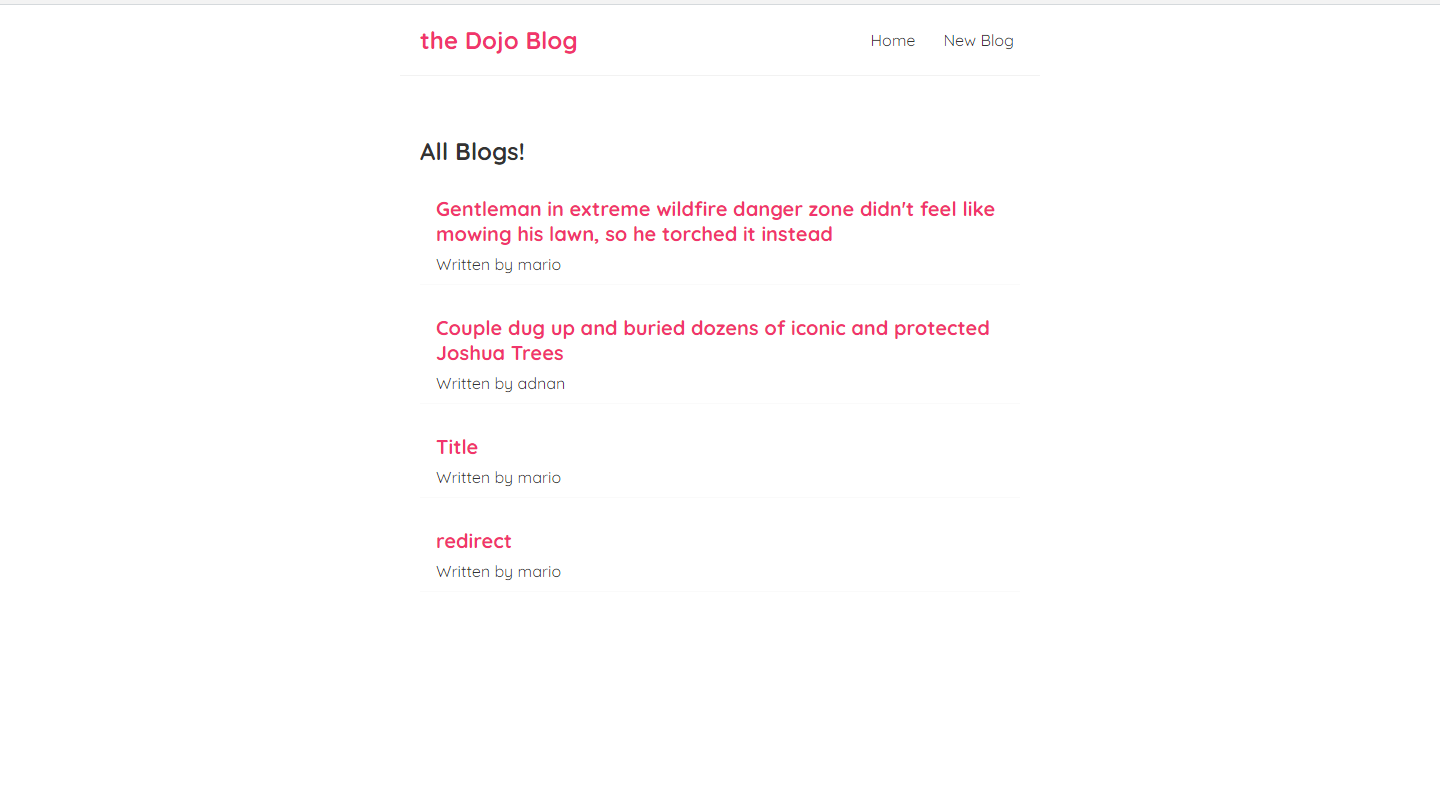 the Dojo Blog
Home New Blog
All Blogs!
Gentleman in extreme wildfire danger zone didn't feel like
mowing his lawn, so he torched it instead
Written by mario
Couple dug up and buried dozens of iconic and protected
Joshua Trees
Written by adnan
Title
Written by mario
redirect
Written by mario